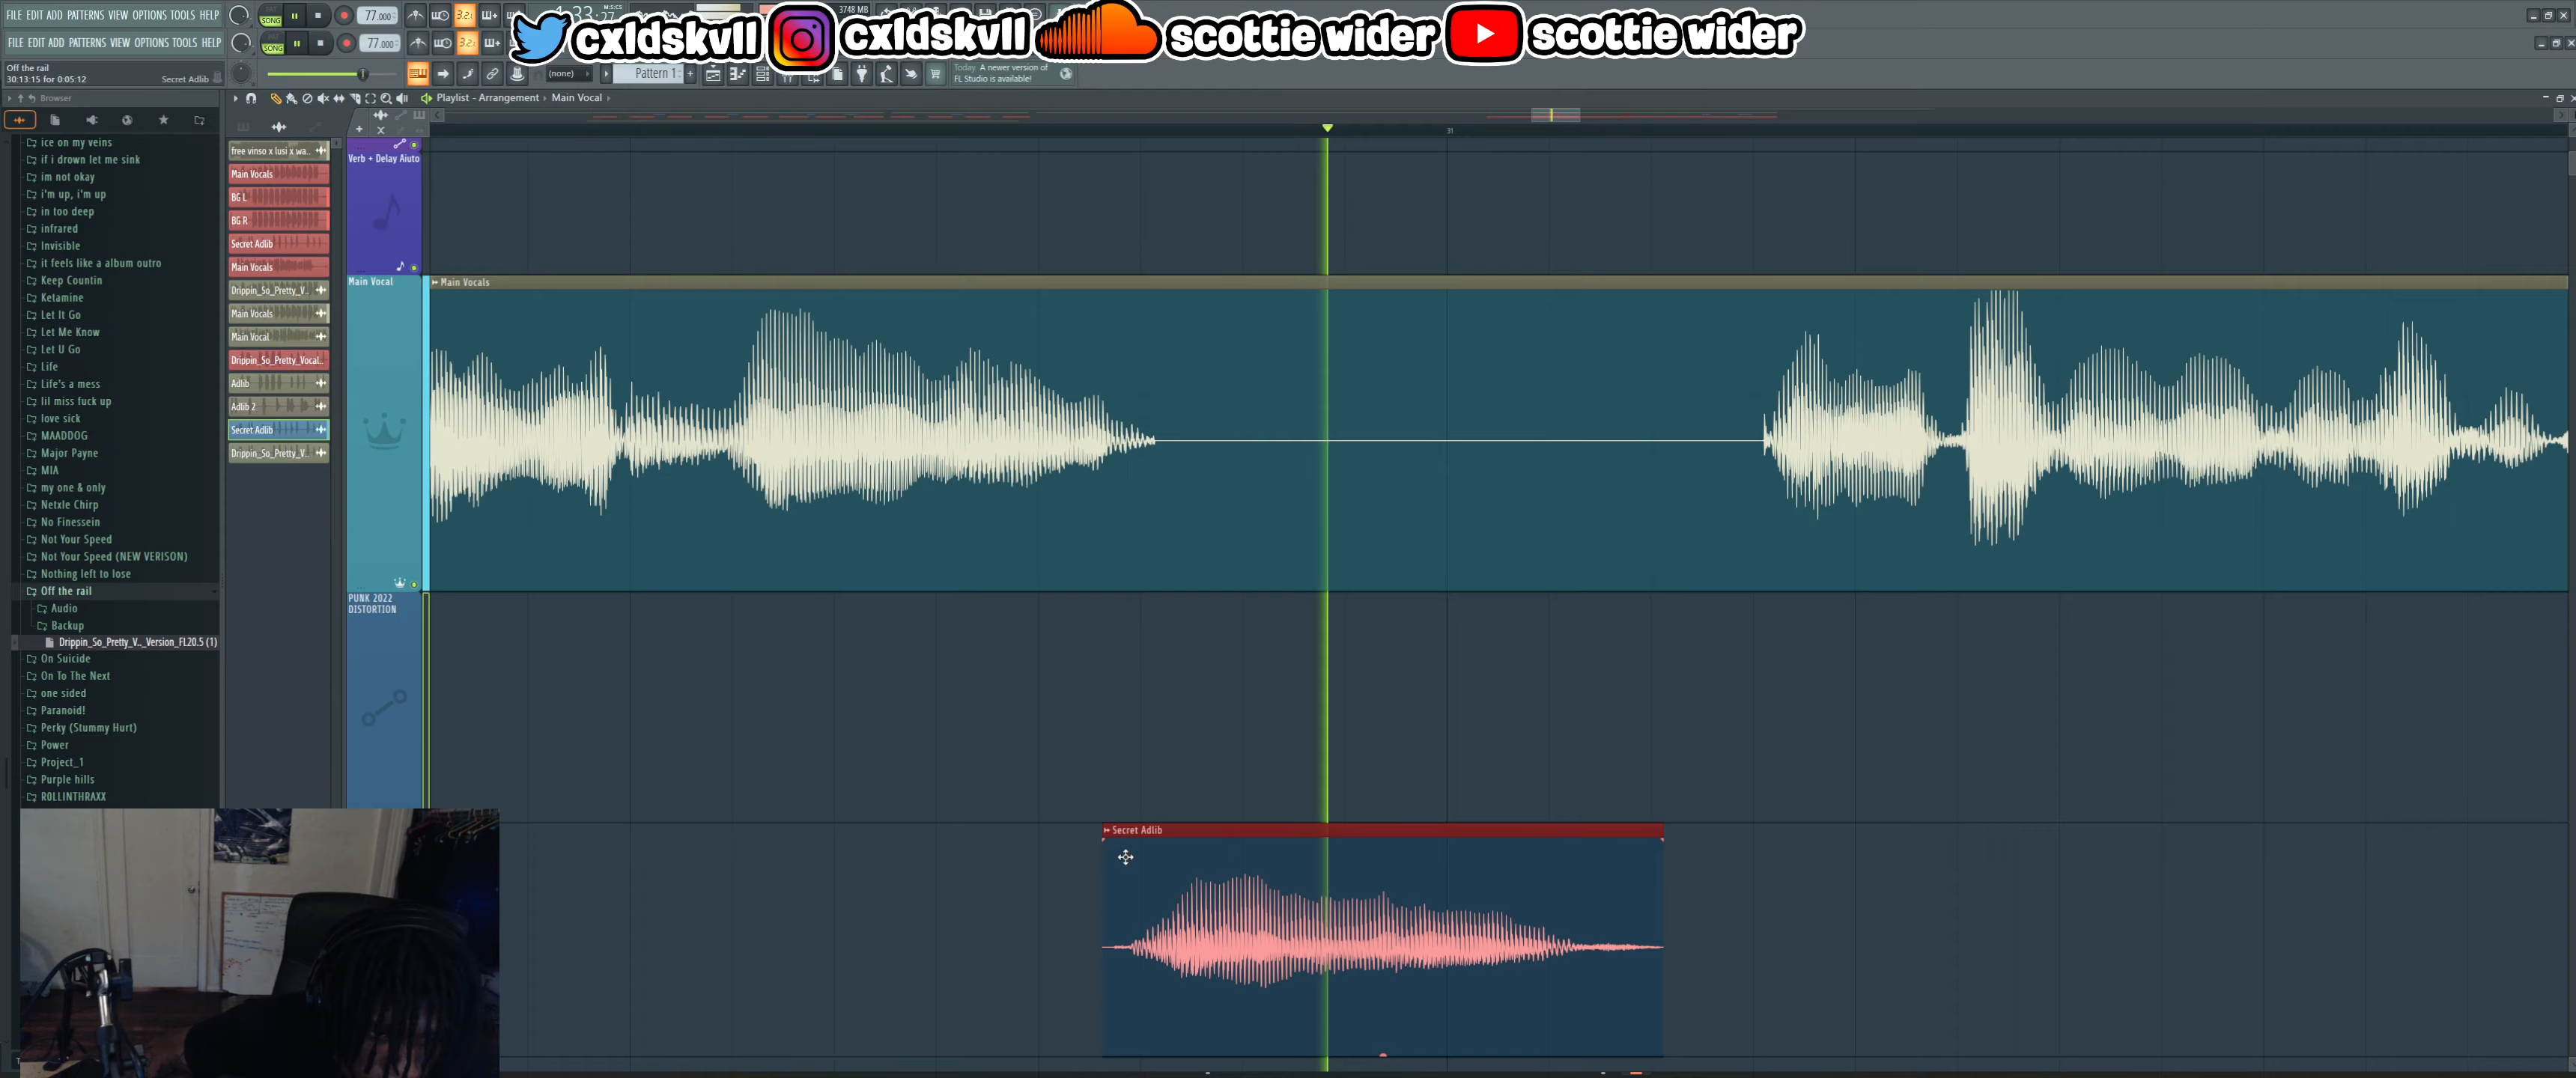 FILE EDIT ADD PATTERNS VIEW OPTIONS TOOLS HELP
SONG
77.000
3748 MB
cxldskvll cxldskvll scottie wider scottie wider
FILE EDIT ADD PATTERNS VIEW OPTIONS TOOLS HELP
SONG
77.000
Off the rail
30:13:15 for 0:05:12 Secret Adlib
(none)
Pattern 1
Today A newer version of
FL Studio is available!
Browser
Playlist - Arrangement › Main Vocal ›
31
ice on my veins
if i drown let me sink
im not okay
i'm up, i'm up
in too deep
infrared
Invisible
it feels like a album outro
Keep Countin
Ketamine
Let It Go
Let Me Know
Let U Go
Life
Life's a mess
lil miss fuck up
love sick
MAADDOG
Major Payne
MIA
my one & only
Netxle Chirp
No Finessein
Not Your Speed
Not Your Speed (NEW VERISON)
Nothing left to lose
Off the rail
Audio
Backup
Drippin_So_Pretty_V.._Version_FL20.5 (1)
On Suicide
On To The Next
one sided
Paranoid!
Perky (Stummy Hurt)
Power
Project_1
Purple hills
ROLLINTHRAXX
free vinso x lusi x wa..
Main Vocals
BG L
BG R
Secret Adlib
Main Vocals
Drippin_So_Pretty_V..
Main Vocals
Main Vocal
Drippin_So_Pretty_Vocal..
Adlib
Adlib 2
Secret Adlib
Drippin_So_Pretty_V..
Verb + Delay Aiuto
Main Vocal
Main Vocals
PUNK 2022
DISTORTION
Secret Adlib